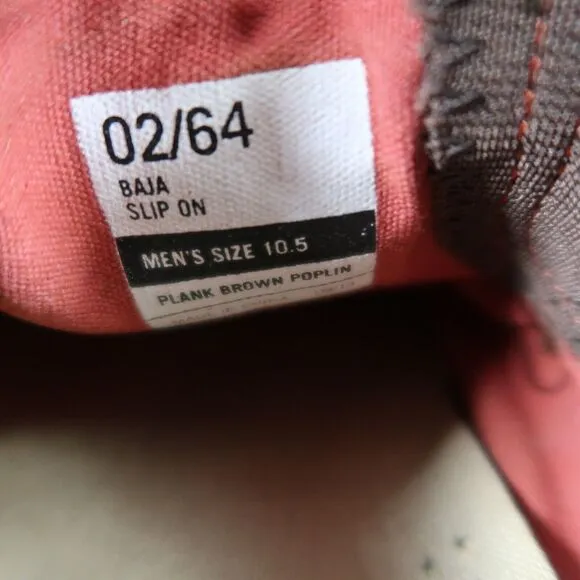 02/64
BAJA
SLIP ON
MEN'S SIZE 10.5
PLANK BROWN POPLIN